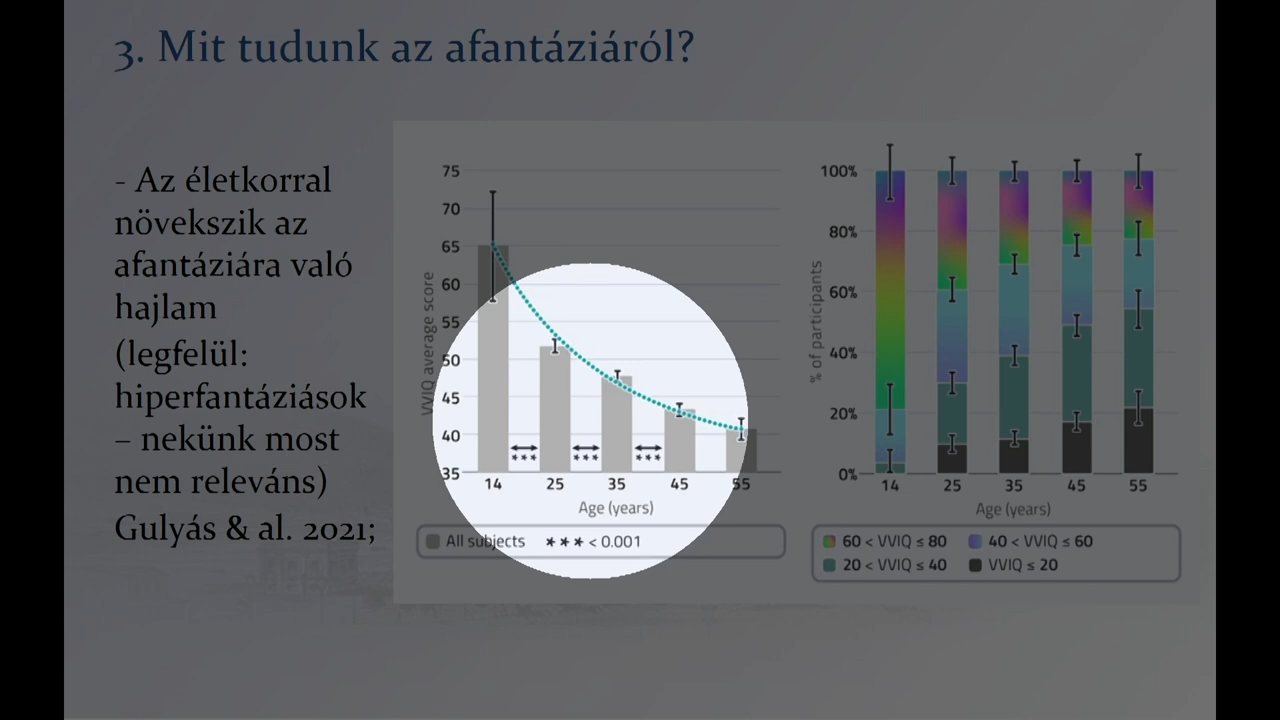 3. Mit tudunk az afantáziáról?
- Az életkorral
növekszik az
afantáziára való
hajlam
(legfelül:
hiperfantáziások
– nekünk most
nem releváns)
Gulyás & al. 2021;
VVIQ average score
75
70
65
60
55
50
45
40
35
*** *** ***
14 25 35 45 55
Age (years)
All subjects *** < 0.001
% of participants
100%
80%
60%
40%
20%
0%
14 25 35 45 55
Age (years)
60 < VVIQ ≤ 80 40 < VVIQ ≤ 60
20 < VVIQ ≤ 40 VVIQ ≤ 20